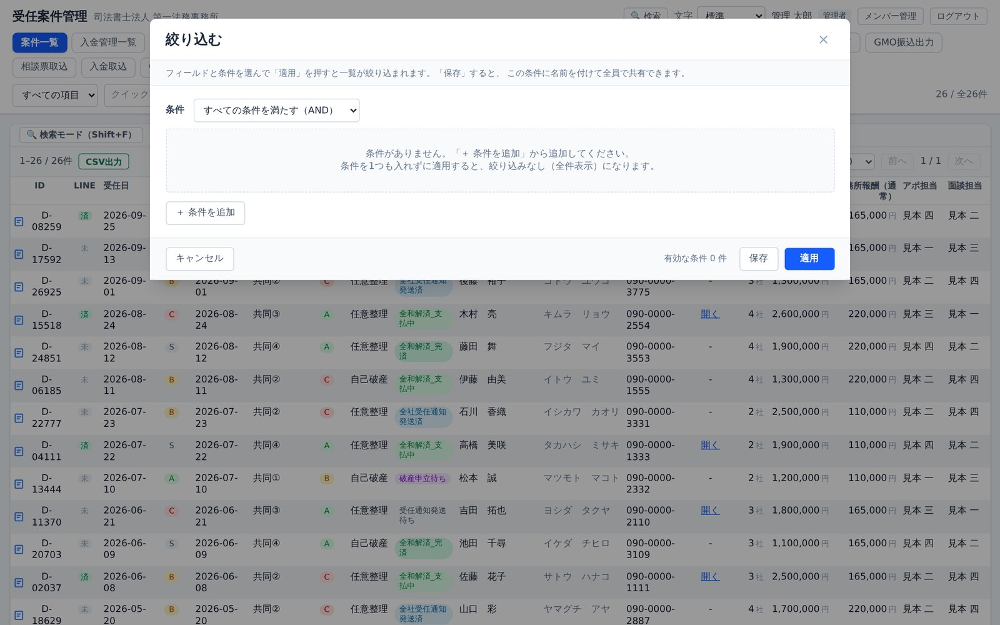 受任案件管理 司法書士法人 第一法務事務所 🔍 検索 文字 標準 管理 太郎 管理者 メンバー管理 ログアウト
案件一覧 入金管理一覧 GMO振込出力
相談票取込 入金取込
すべての項目 クイック 26 / 全26件
絞り込む ×
フィールドと条件を選んで「適用」を押すと一覧が絞り込まれます。「保存」すると、 この条件に名前を付けて全員で共有できます。
条件 すべての条件を満たす（AND）
条件がありません。「＋ 条件を追加」から追加してください。
条件を1つも入れずに適用すると、絞り込みなし（全件表示）になります。
＋ 条件を追加
キャンセル 有効な条件 0 件 保存 適用
🔍 検索モード（Shift+F）
1–26 / 26件 CSV出力 前へ 1 / 1 次へ
ID LINE 受任日 務所報酬（通常） アポ担当 面談担当
D-08259 済 2026-09-25 165,000円 見本 四 見本 二
D-17592 未 2026-09-13 165,000円 見本 一 見本 三
D-26925 未 2026-09-01 B 2026-09-01 共同② C 任意整理 全社受任通知発送済 後藤 裕子 ゴトウ ユウコ 090-0000-3775 - 3社 1,300,000円 165,000円 見本 二 見本 四
D-15518 済 2026-08-24 C 2026-08-24 共同③ A 任意整理 全和解済_支払中 木村 亮 キムラ リョウ 090-0000-2554 開く 4社 2,600,000円 220,000円 見本 三 見本 一
D-24851 未 2026-08-12 S 2026-08-12 共同④ A 任意整理 全和解済_完済 藤田 舞 フジタ マイ 090-0000-3553 - 4社 1,900,000円 220,000円 見本 四 見本 二
D-06185 未 2026-08-11 B 2026-08-11 共同② C 自己破産 全和解済_支払中 伊藤 由美 イトウ ユミ 090-0000-1555 - 4社 1,300,000円 220,000円 見本 二 見本 四
D-22777 未 2026-07-23 B 2026-07-23 共同② C 任意整理 全社受任通知発送済 石川 香織 イシカワ カオリ 090-0000-3331 - 2社 2,500,000円 110,000円 見本 二 見本 四
D-04111 済 2026-07-22 S 2026-07-22 共同④ A 任意整理 全和解済_支払中 高橋 美咲 タカハシ ミサキ 090-0000-1333 開く 2社 1,900,000円 110,000円 見本 四 見本 二
D-13444 未 2026-07-10 A 2026-07-10 共同① B 自己破産 破産申立待ち 松本 誠 マツモト マコト 090-0000-2332 - 2社 1,200,000円 110,000円 見本 一 見本 三
D-11370 未 2026-06-21 C 2026-06-21 共同③ A 任意整理 受任通知発送待ち 吉田 拓也 ヨシダ タクヤ 090-0000-2110 開く 3社 1,800,000円 165,000円 見本 三 見本 一
D-20703 未 2026-06-09 S 2026-06-09 共同④ A 自己破産 全和解済_完済 池田 千尋 イケダ チヒロ 090-0000-3109 - 3社 1,100,000円 165,000円 見本 四 見本 二
D-02037 済 2026-06-08 B 2026-06-08 共同② C 任意整理 全和解済_支払中 佐藤 花子 サトウ ハナコ 090-0000-1111 開く 3社 2,500,000円 165,000円 見本 二 見本 四
D-18629 未 2026-05-20 B 2026-05-20 共同② C 任意整理 全社受任通知発送済 山口 彩 ヤマグチ アヤ 090-0000-2887 - 4社 1,700,000円 220,000円 見本 二 見本 四